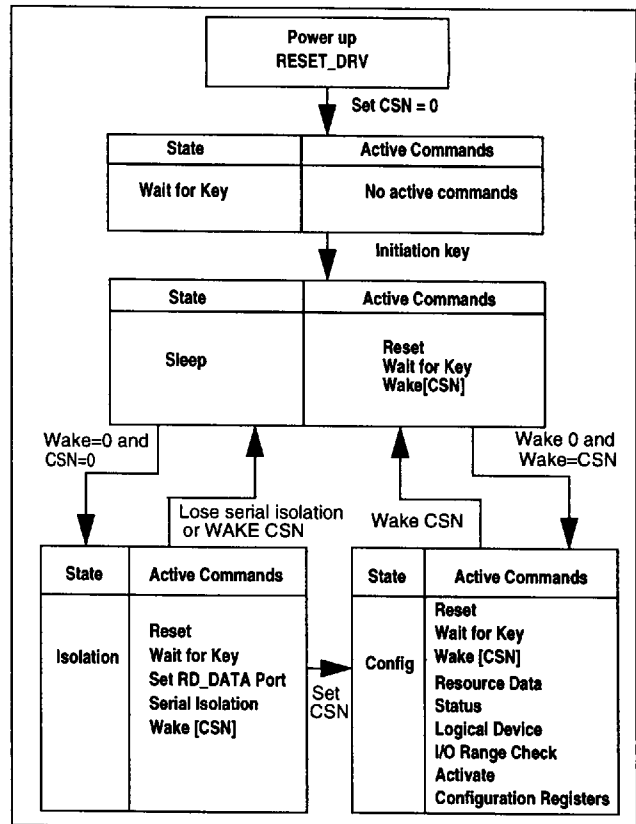 Power up
RESET_DRV
Set CSN = 0
State
Active Commands
Wait for Key
No active commands
Initiation key
State
Active Commands
Sleep
Reset
Wait for Key
Wake[CSN]
Wake=0 and
CSN=0
Lose serial isolation
or WAKE CSN
Wake CSN
Wake 0 and
Wake=CSN
State
Active Commands
Isolation
Reset
Wait for Key
Set RD_DATA Port
Serial Isolation
Wake [CSN]
Set
CSN
State
Active Commands
Config
Reset
Wait for Key
Wake [CSN]
Resource Data
Status
Logical Device
I/O Range Check
Activate
Configuration Registers